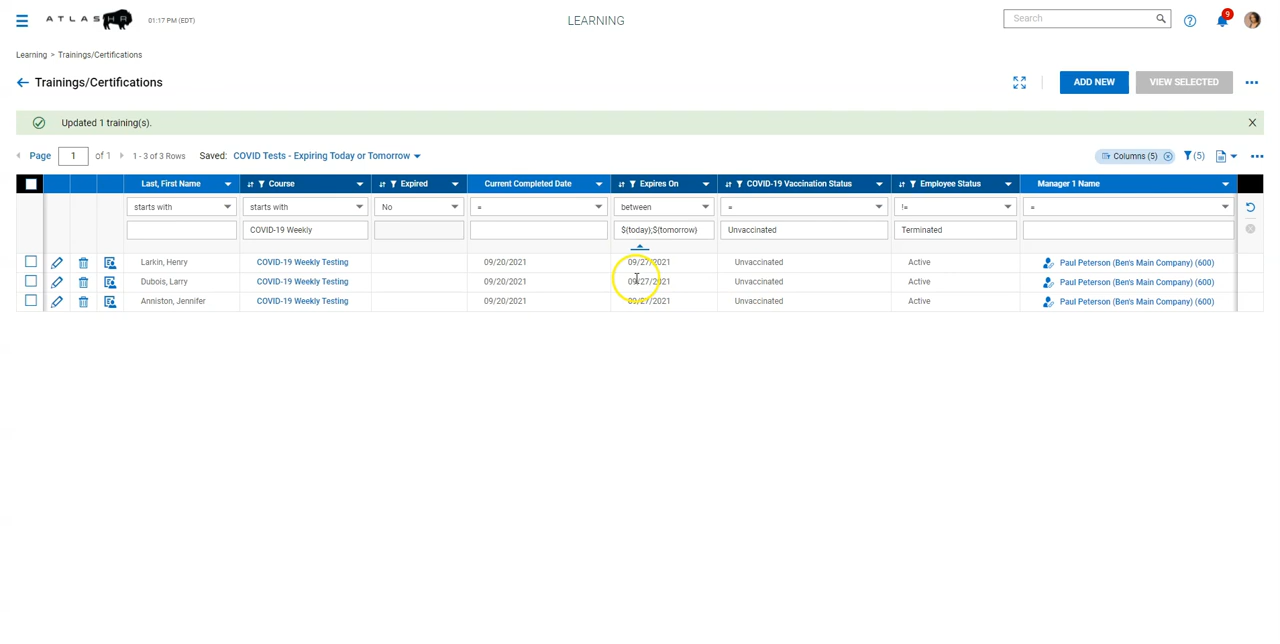 ATLAS HR 01:17 PM (EDT) LEARNING Search 9
Learning > Trainings/Certifications
Trainings/Certifications ADD NEW VIEW SELECTED
Updated 1 training(s).
Page 1 of 1 1 - 3 of 3 Rows Saved: COVID Tests - Expiring Today or Tomorrow Columns (5) (5)
Last, First Name Course Expired Current Completed Date Expires On COVID-19 Vaccination Status Employee Status Manager 1 Name
starts with starts with No = between = != =
COVID-19 Weekly $(today);$(tomorrow) Unvaccinated Terminated
Larkin, Henry COVID-19 Weekly Testing 09/20/2021 09/27/2021 Unvaccinated Active Paul Peterson (Ben's Main Company) (600)
Dubois, Larry COVID-19 Weekly Testing 09/20/2021 09/27/2021 Unvaccinated Active Paul Peterson (Ben's Main Company) (600)
Anniston, Jennifer COVID-19 Weekly Testing 09/20/2021 09/27/2021 Unvaccinated Active Paul Peterson (Ben's Main Company) (600)